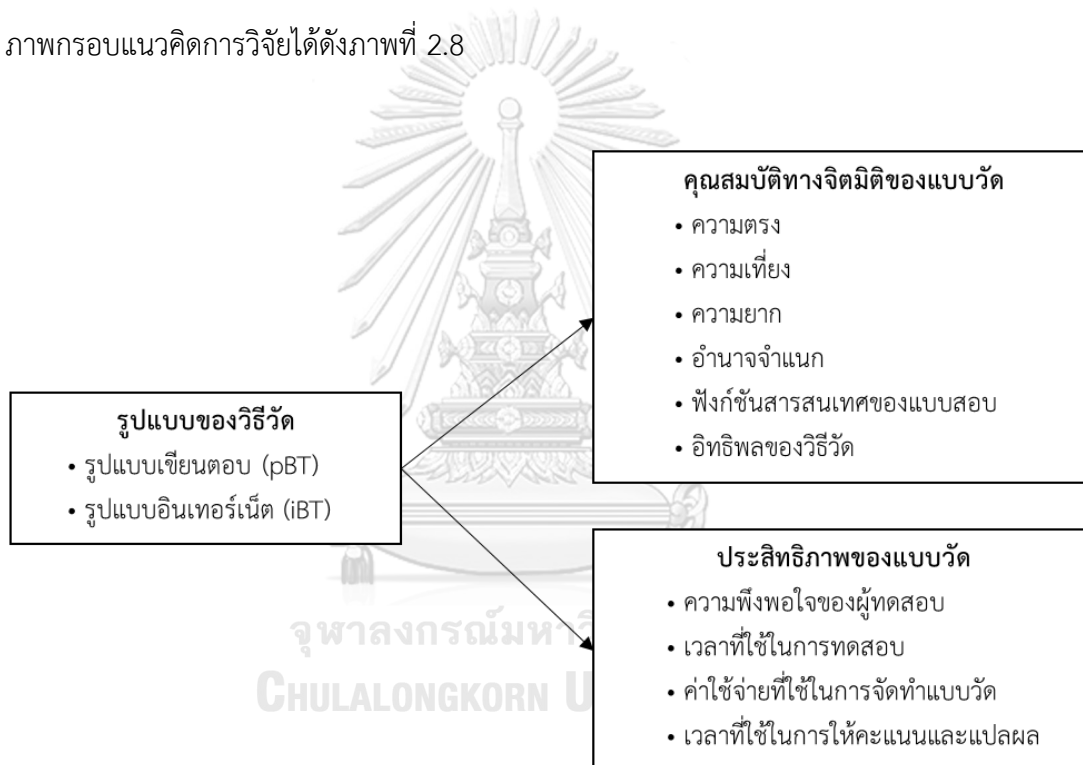 ภาพกรอบแนวคิดการวิจัยได้ดังภาพที่ 2.8
คุณสมบัติทางจิตมิติของแบบวัด
• ความตรง
• ความเที่ยง
• ความยาก
• อำนาจจำแนก
• ฟังก์ชันสารสนเทศของแบบสอบ
• อิทธิพลของวิธีวัด
รูปแบบของวิธีวัด
• รูปแบบเขียนตอบ (pBT)
• รูปแบบอินเทอร์เน็ต (iBT)
ประสิทธิภาพของแบบวัด
• ความพึงพอใจของผู้ทดสอบ
• เวลาที่ใช้ในการทดสอบ
• ค่าใช้จ่ายที่ใช้ในการจัดทำแบบวัด
• เวลาที่ใช้ในการให้คะแนนและแปลผล
จุฬาลงกรณ์มหาวิ
CHULALONGKORN U